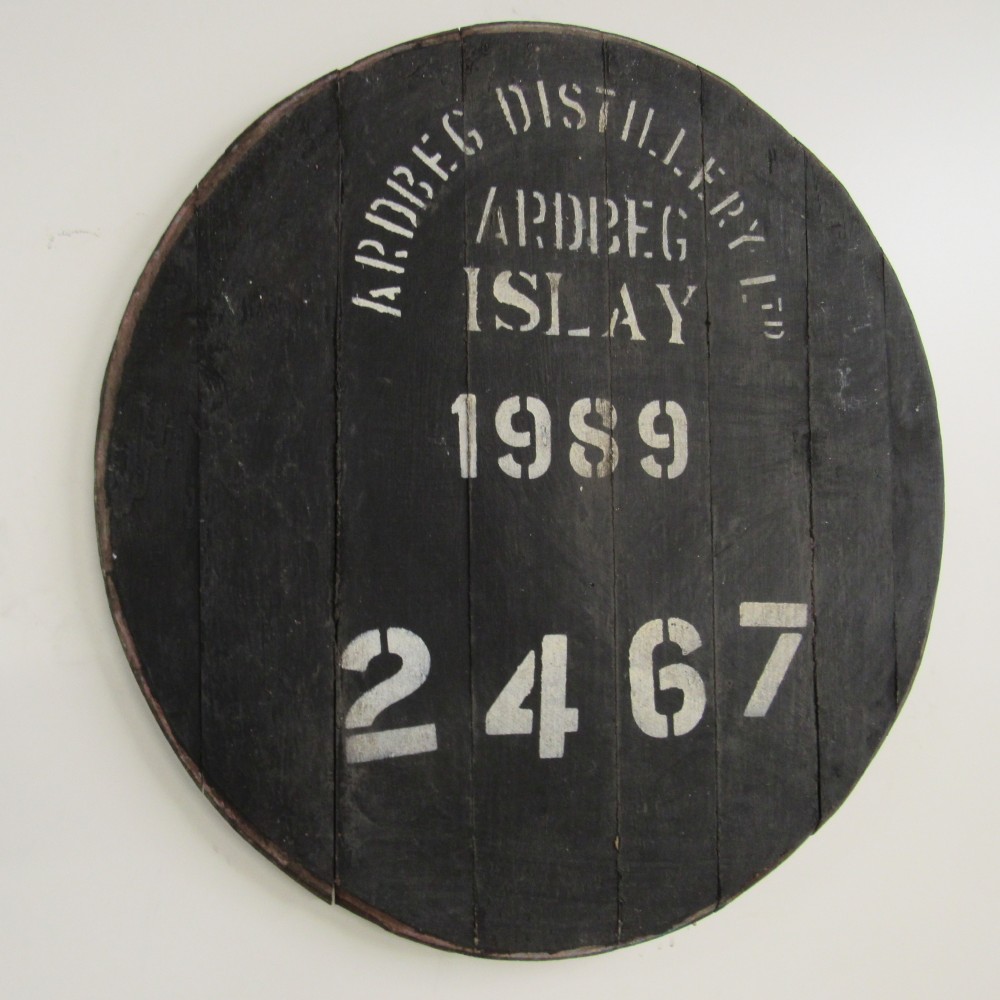 ARDBEG DISTILLERY LTD
ARDBEG
ISLAY
1989
2467